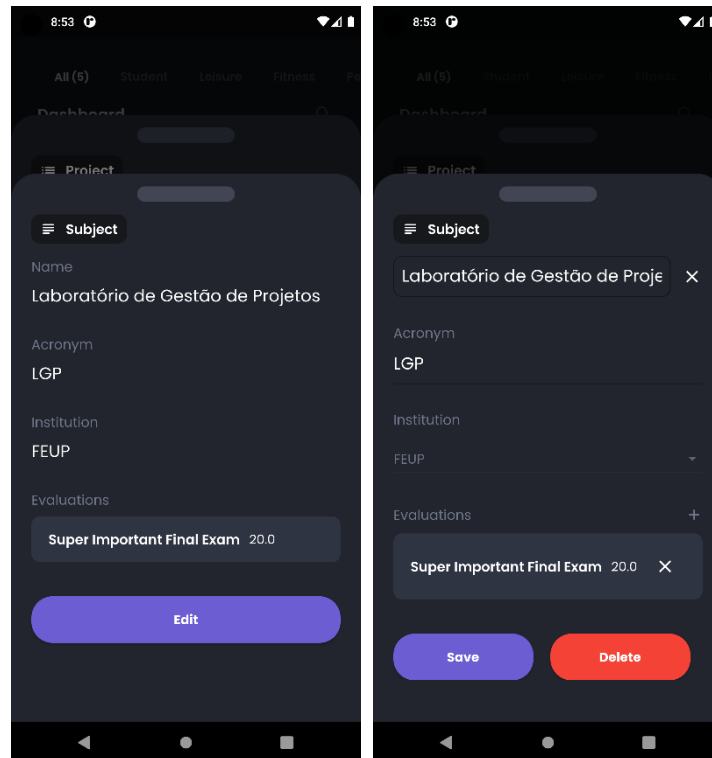 8:53
All (5) Student Leisure Fitness
Dashboard
Project
Subject
Name
Laboratório de Gestão de Projetos
Acronym
LGP
Institution
FEUP
Evaluations
Super Important Final Exam 20.0
Edit
8:53
All (5) Student Leisure Fitness
Dashboard
Project
Subject
Laboratório de Gestão de Proje
Acronym
LGP
Institution
FEUP
Evaluations
Super Important Final Exam 20.0
Save Delete